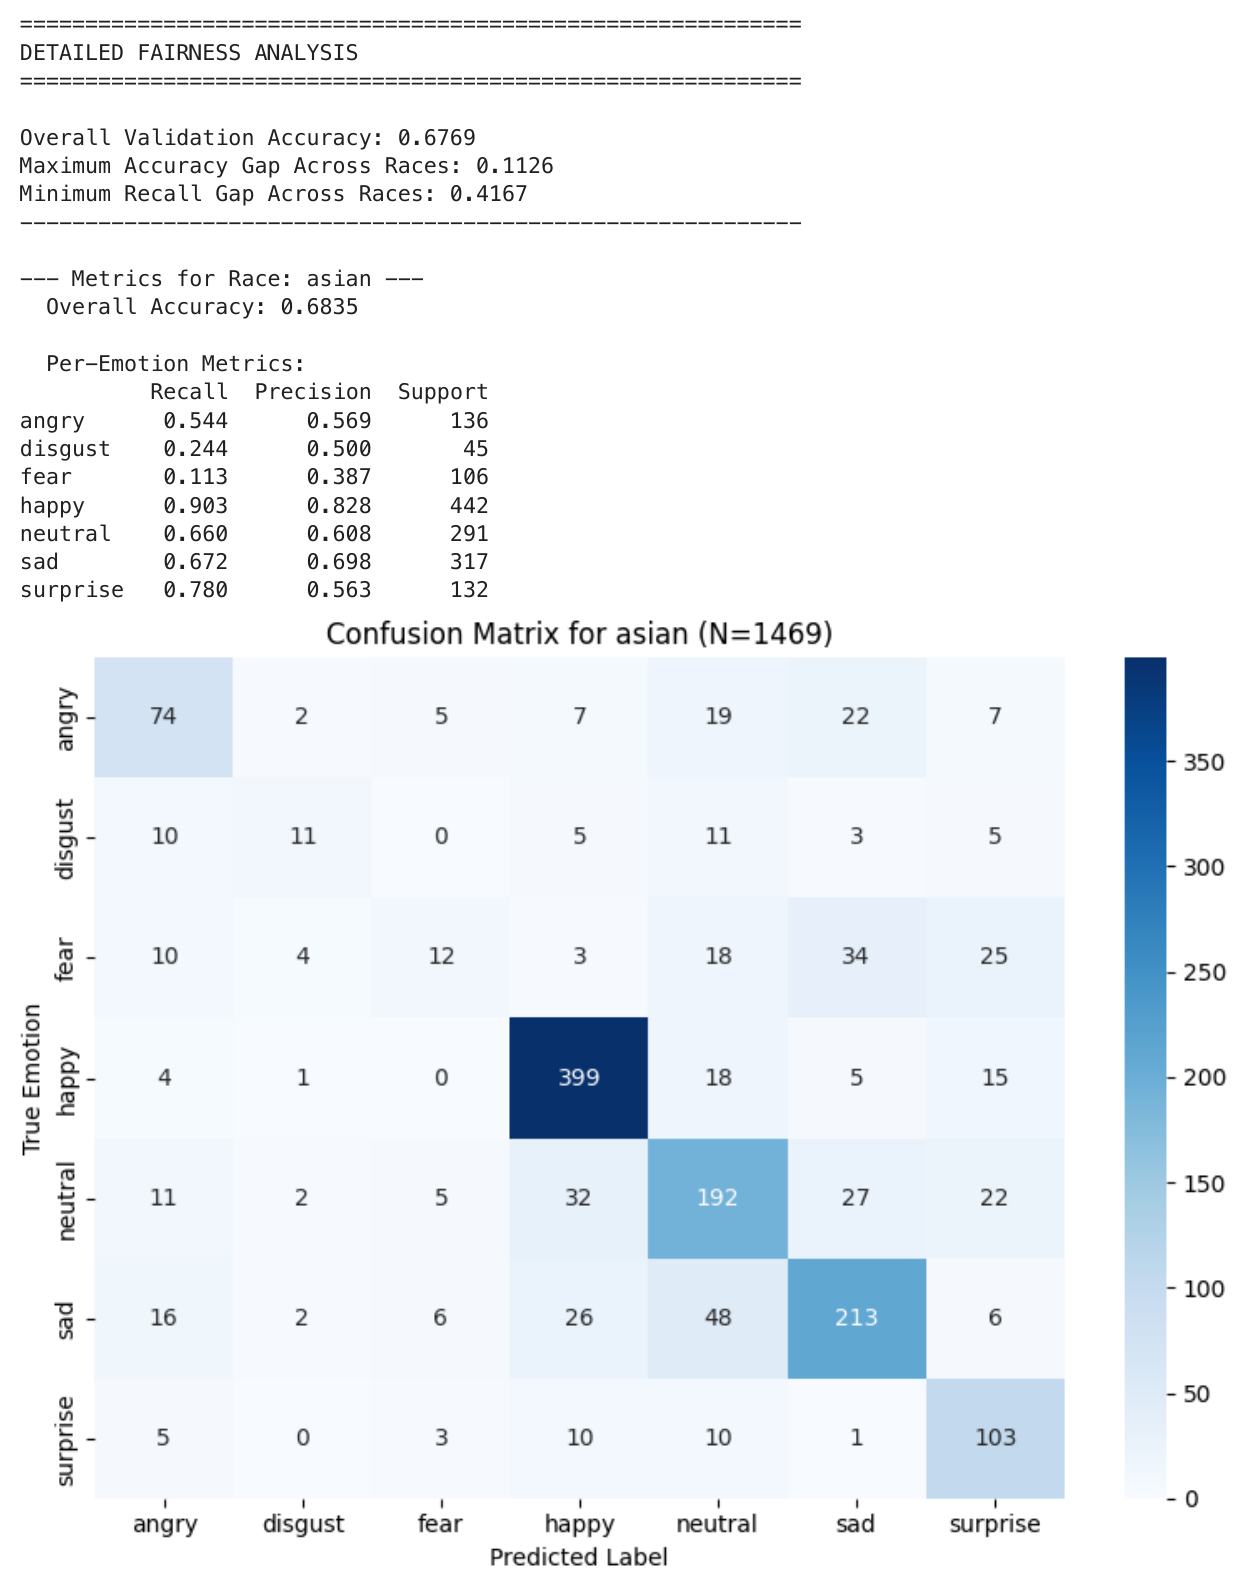 ============================================================
DETAILED FAIRNESS ANALYSIS
============================================================
Overall Validation Accuracy: 0.6769
Maximum Accuracy Gap Across Races: 0.1126
Minimum Recall Gap Across Races: 0.4167
------------------------------------------------------------
--- Metrics for Race: asian ---
Overall Accuracy: 0.6835
Per-Emotion Metrics:
Recall Precision Support
angry 0.544 0.569 136
disgust 0.244 0.500 45
fear 0.113 0.387 106
happy 0.903 0.828 442
neutral 0.660 0.608 291
sad 0.672 0.698 317
surprise 0.780 0.563 132
Confusion Matrix for asian (N=1469)
angry 74 2 5 7 19 22 7
disgust 10 11 0 5 11 3 5
fear 10 4 12 3 18 34 25
happy 4 1 0 399 18 5 15
neutral 11 2 5 32 192 27 22
sad 16 2 6 26 48 213 6
surprise 5 0 3 10 10 1 103
True Emotion
angry disgust fear happy neutral sad surprise
Predicted Label
350
300
250
200
150
100
50
0